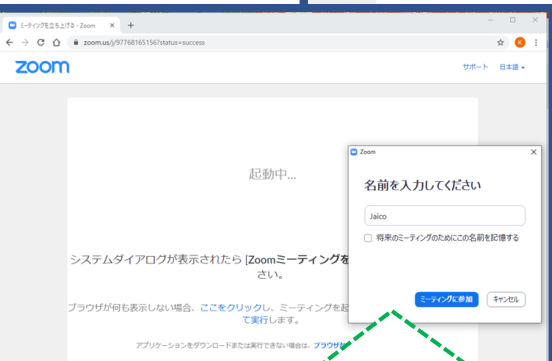 ミーティングを立ち上げる - Zoom
zoom.us/j/97768165156?status=success
K
zoom
サポート 日本語
起動中...
システムダイアログが表示されたら [Zoomミーティングを
さい。
ブラウザが何も表示しない場合、ここをクリックし、ミーティングを起
て実行します。
アプリケーションをダウンロードまたは実行できない場合は、ブラウザか
Zoom
名前を入力してください
Jaico
将来のミーティングのためにこの名前を記憶する
ミーティングに参加 キャンセル